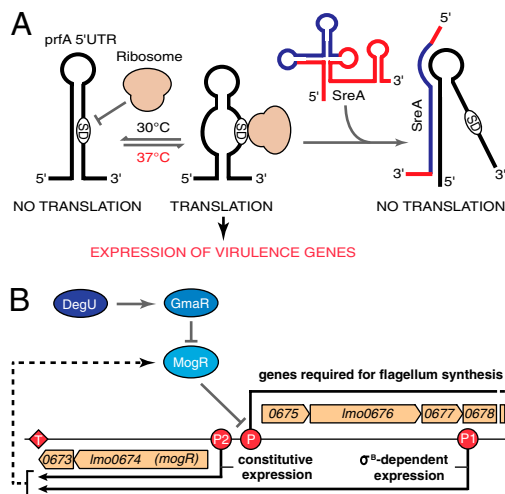 A
prfA 5'UTR
Ribosome
SD
5'
3'
NO TRANSLATION
30°C
37°C
SD
5'
3'
TRANSLATION
EXPRESSION OF VIRULENCE GENES
5'
3'
SreA
5'
SreA
SD
3'
5'
3'
NO TRANSLATION
B
DegU
GmaR
MogR
genes required for flagellum synthesis
0675
lmo0676
0677
0678
T
P2
P
P1
0673
lmo0674 (mogR)
constitutive
expression
σᴮ-dependent
expression